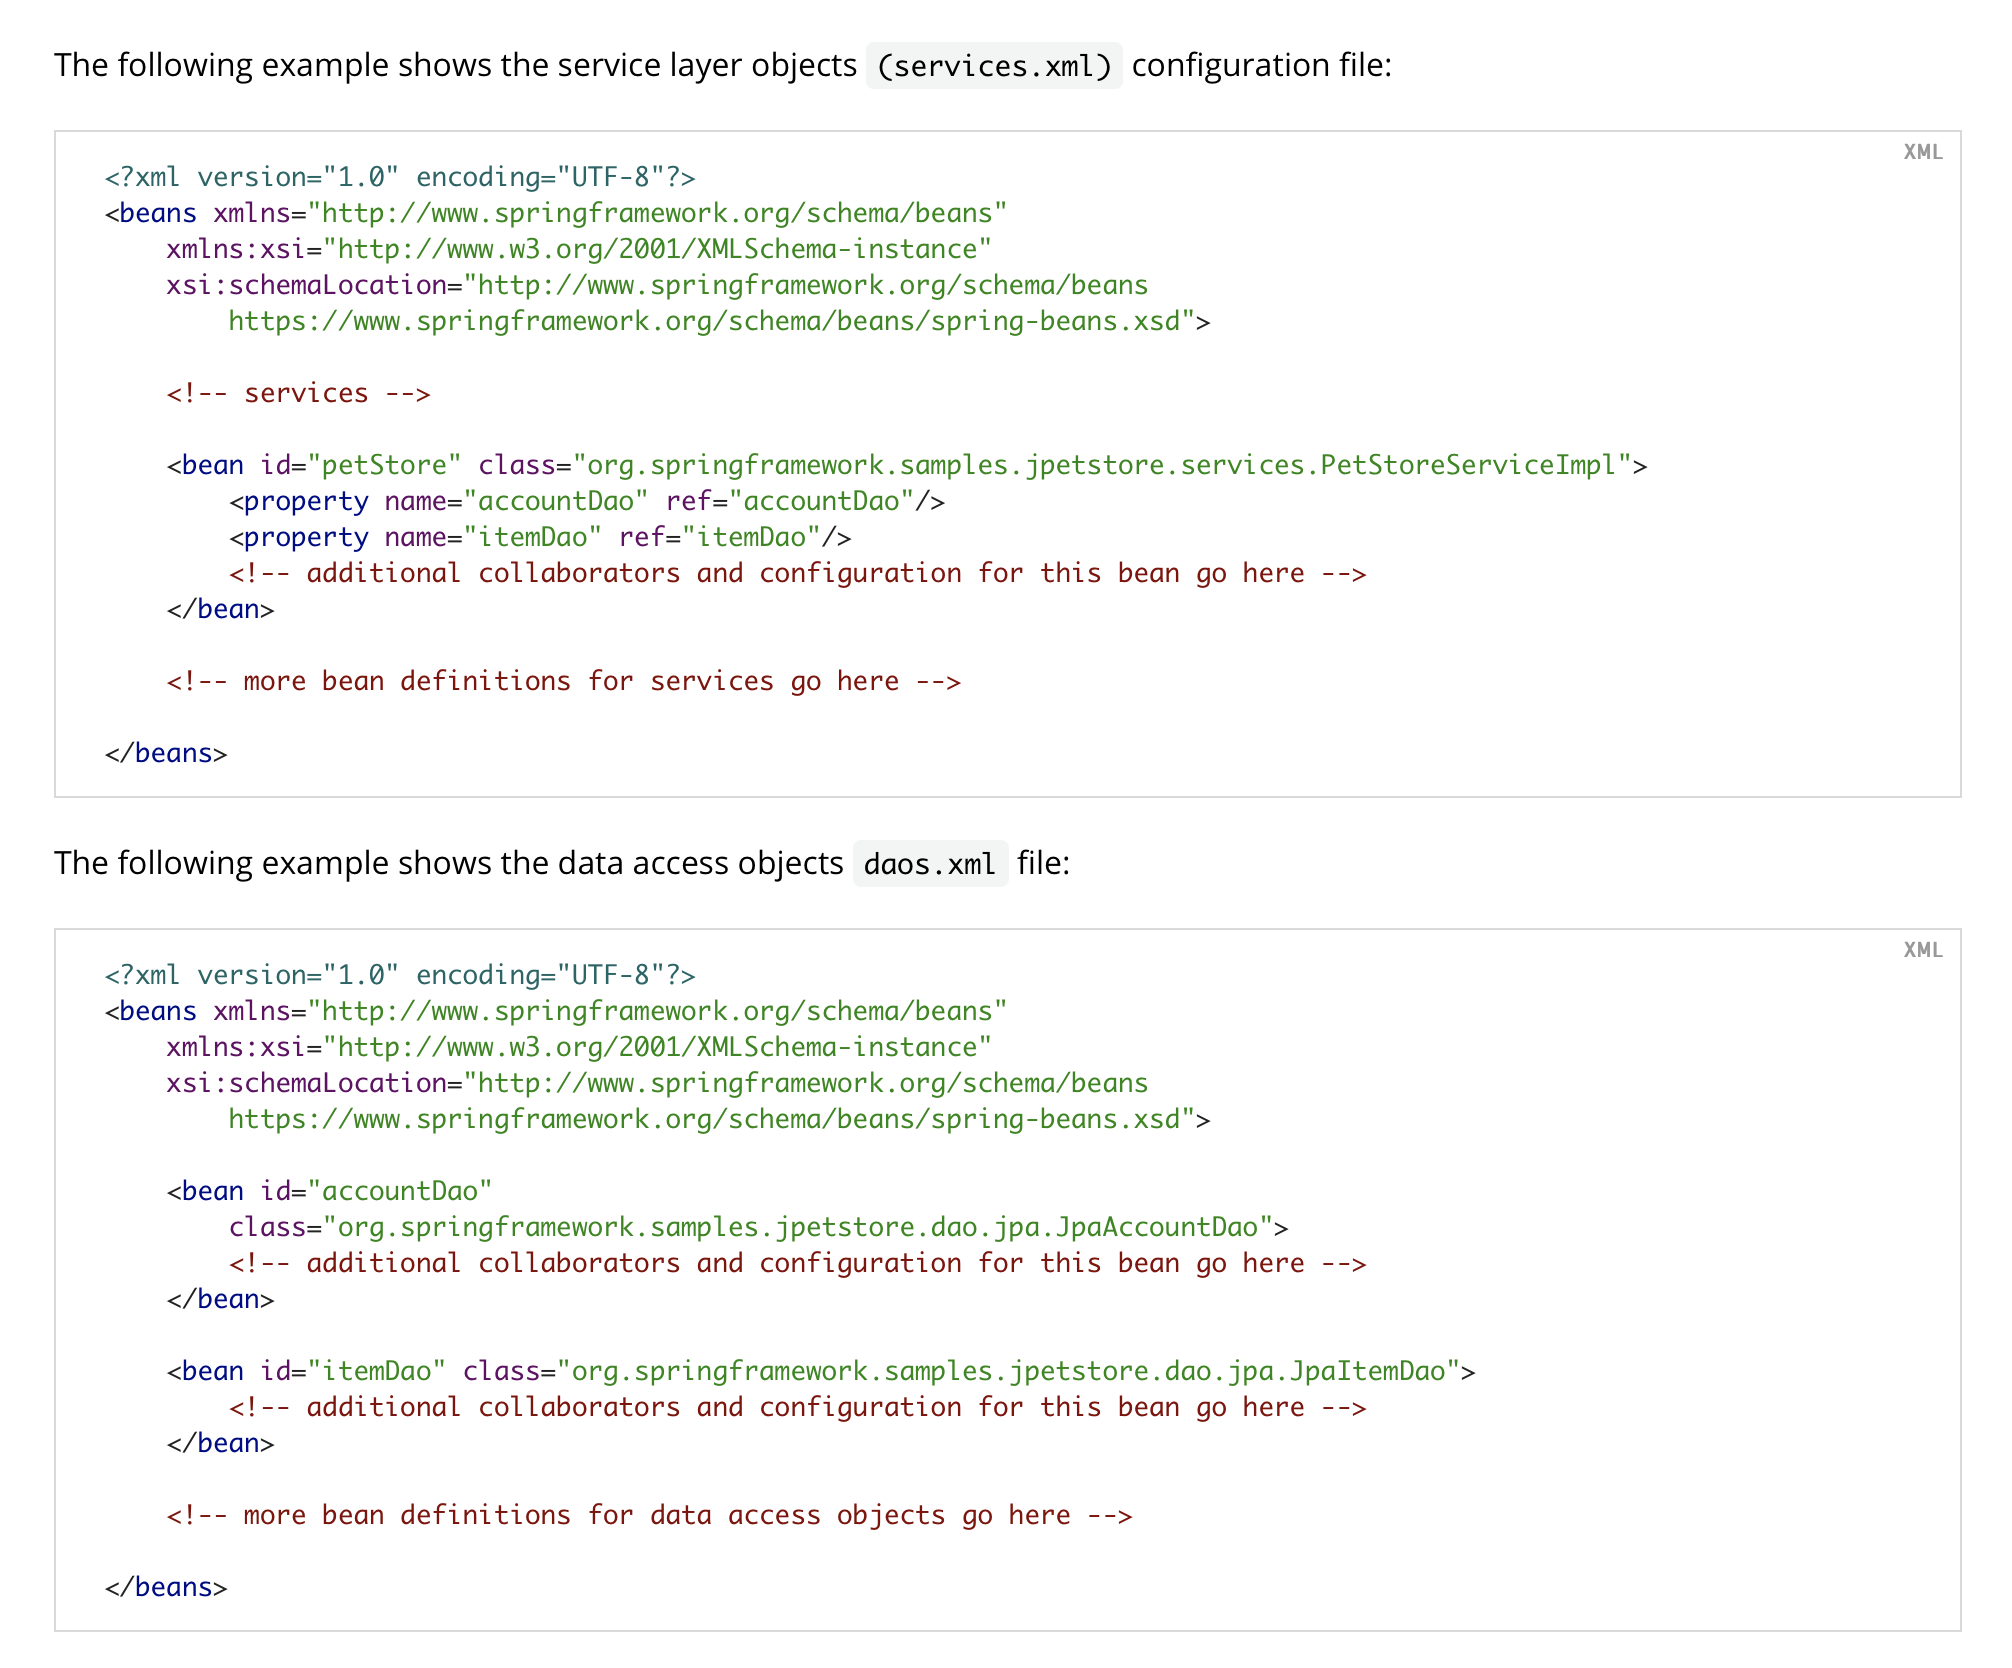 The following example shows the service layer objects (services.xml) configuration file:
XML
<?xml version="1.0" encoding="UTF-8"?>
<beans xmlns="http://www.springframework.org/schema/beans"
    xmlns:xsi="http://www.w3.org/2001/XMLSchema-instance"
    xsi:schemaLocation="http://www.springframework.org/schema/beans
        https://www.springframework.org/schema/beans/spring-beans.xsd">

    <!-- services -->

    <bean id="petStore" class="org.springframework.samples.jpetstore.services.PetStoreServiceImpl">
        <property name="accountDao" ref="accountDao"/>
        <property name="itemDao" ref="itemDao"/>
        <!-- additional collaborators and configuration for this bean go here -->
    </bean>

    <!-- more bean definitions for services go here -->

</beans>
The following example shows the data access objects daos.xml file:
XML
<?xml version="1.0" encoding="UTF-8"?>
<beans xmlns="http://www.springframework.org/schema/beans"
    xmlns:xsi="http://www.w3.org/2001/XMLSchema-instance"
    xsi:schemaLocation="http://www.springframework.org/schema/beans
        https://www.springframework.org/schema/beans/spring-beans.xsd">

    <bean id="accountDao"
        class="org.springframework.samples.jpetstore.dao.jpa.JpaAccountDao">
        <!-- additional collaborators and configuration for this bean go here -->
    </bean>

    <bean id="itemDao" class="org.springframework.samples.jpetstore.dao.jpa.JpaItemDao">
        <!-- additional collaborators and configuration for this bean go here -->
    </bean>

    <!-- more bean definitions for data access objects go here -->

</beans>